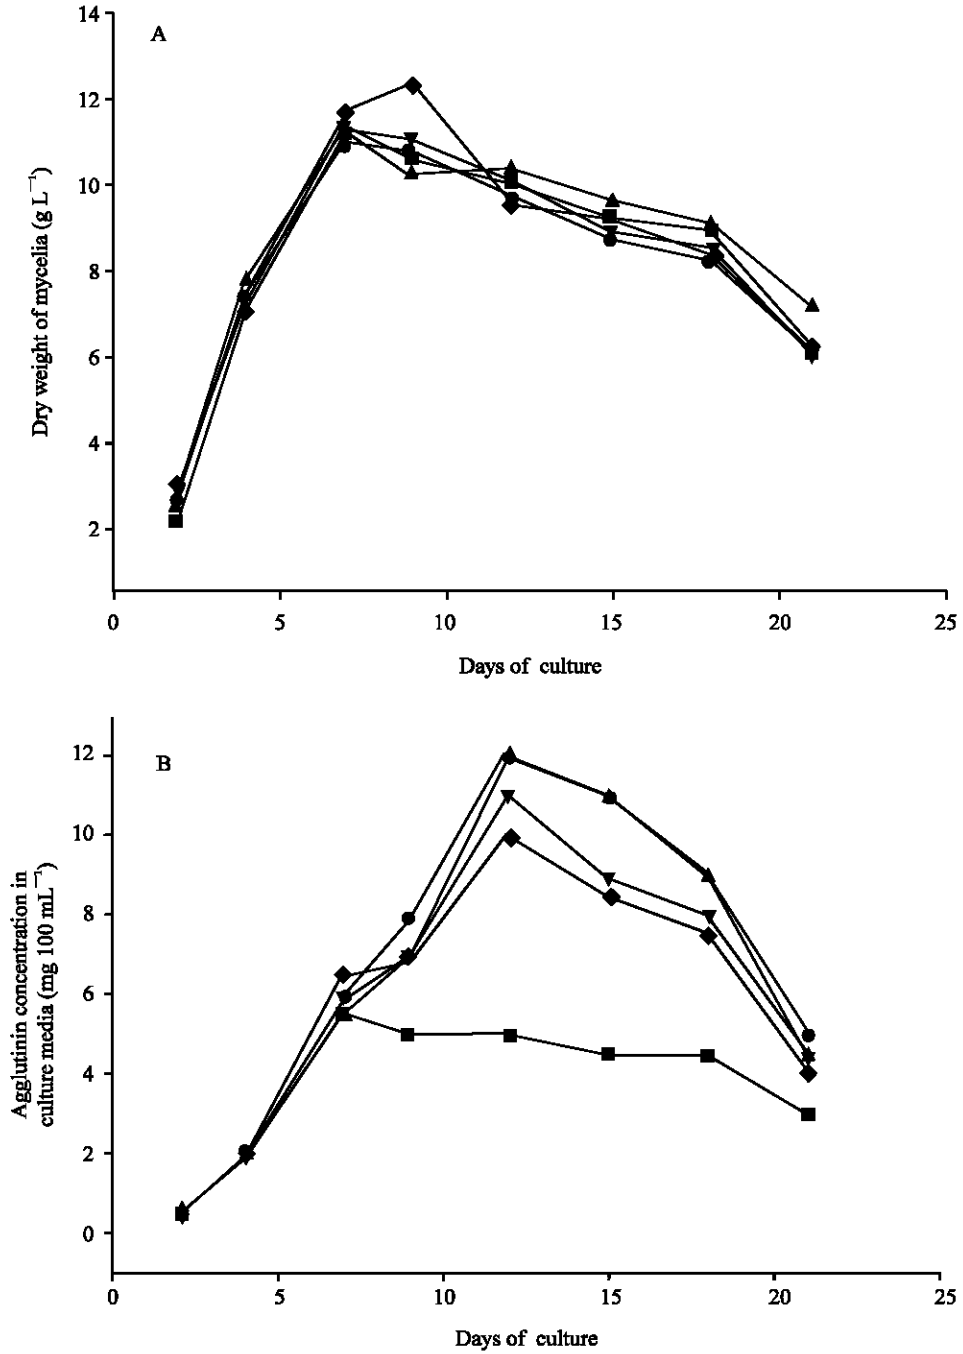 A
14
12
10
8
6
4
2
Dry weight of mycelia (g L⁻¹)
0 5 10 15 20 25
Days of culture
B
12
10
8
6
4
2
0
Agglutinin concentration in
culture media (mg 100 mL⁻¹)
0 5 10 15 20 25
Days of culture